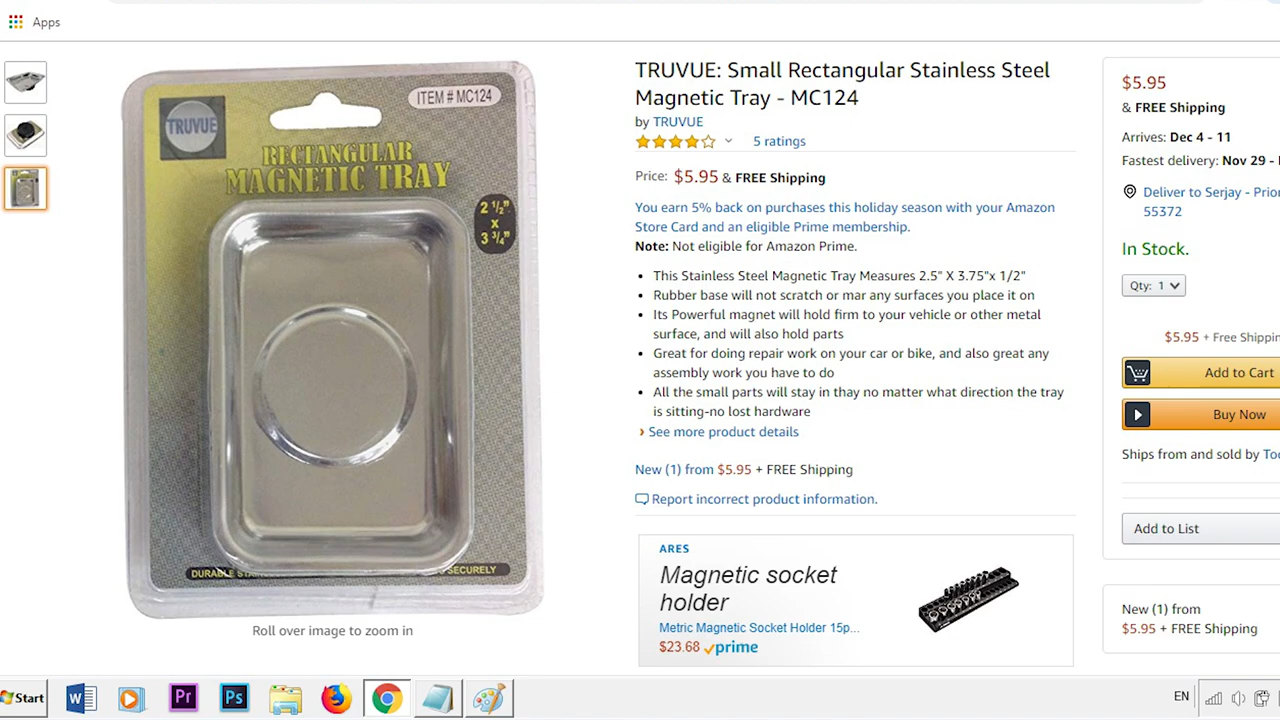 Apps
TRUVUE
ITEM # MC124
RECTANGULAR
MAGNETIC TRAY
2 ½"
x
3 ¾"
SECURELY
Roll over image to zoom in
TRUVUE: Small Rectangular Stainless Steel
Magnetic Tray - MC124
by TRUVUE
5 ratings
Price: $5.95 & FREE Shipping
You earn 5% back on purchases this holiday season with your Amazon
Store Card and an eligible Prime membership.
Note: Not eligible for Amazon Prime.
• This Stainless Steel Magnetic Tray Measures 2.5" X 3.75"x 1/2"
• Rubber base will not scratch or mar any surfaces you place it on
• Its Powerful magnet will hold firm to your vehicle or other metal
surface, and will also hold parts
• Great for doing repair work on your car or bike, and also great any
assembly work you have to do
• All the small parts will stay in thay no matter what direction the tray
is sitting-no lost hardware
› See more product details
New (1) from $5.95 + FREE Shipping
Report incorrect product information.
ARES
Magnetic socket
holder
Metric Magnetic Socket Holder 15p...
$23.68 prime
$5.95
& FREE Shipping
Arrives: Dec 4 - 11
Fastest delivery: Nov 29 -
Deliver to Serjay - Prior
55372
In Stock.
Qty: 1
$5.95 + Free Shippin
Add to Cart
Buy Now
Ships from and sold by Too
Add to List
New (1) from
$5.95 + FREE Shipping
Start
W
Pr
Ps
EN